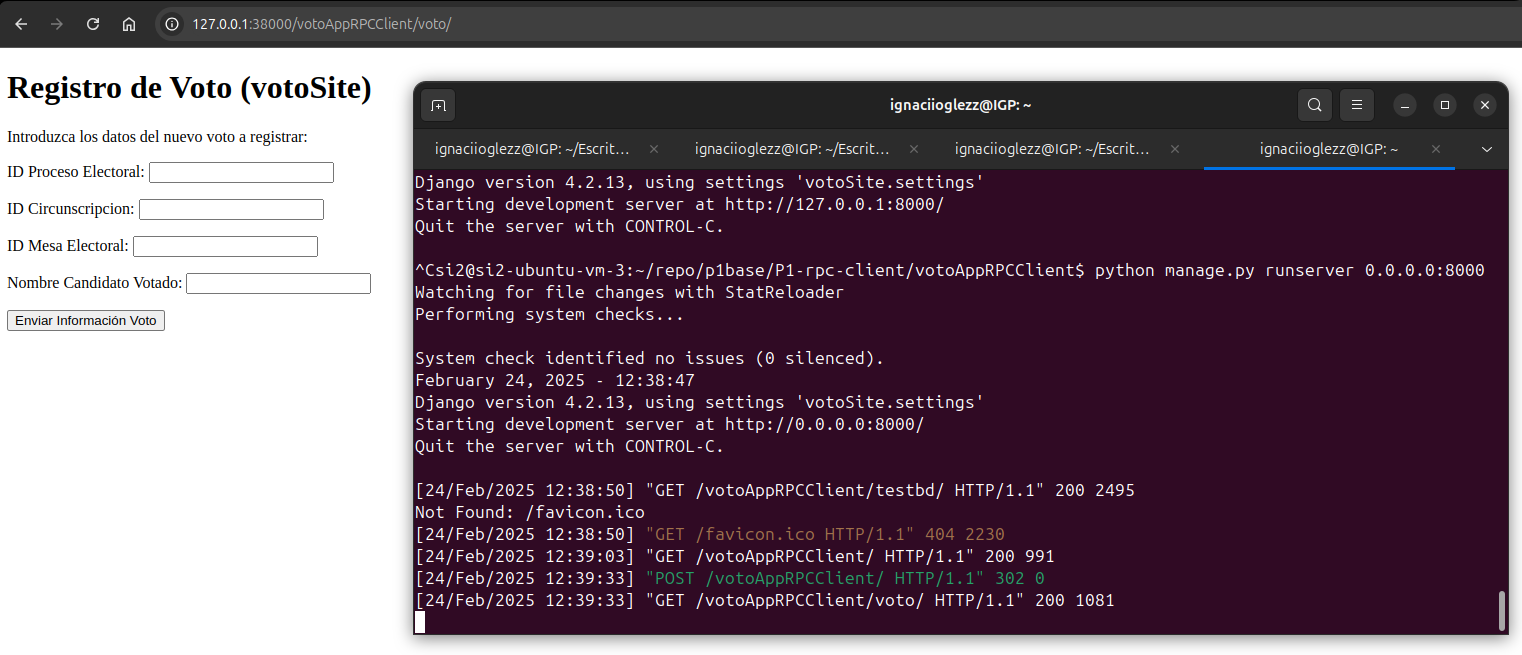 127.0.0.1:38000/votoAppRPCClient/voto/
Registro de Voto (votoSite)
Introduzca los datos del nuevo voto a registrar:
ID Proceso Electoral:
ID Circunscripcion:
ID Mesa Electoral:
Nombre Candidato Votado:
Enviar Información Voto
ignaciioglezz@IGP: ~
ignaciioglezz@IGP: ~/Escrit... ignaciioglezz@IGP: ~/Escrit... ignaciioglezz@IGP: ~/Escrit... ignaciioglezz@IGP: ~
Django version 4.2.13, using settings 'votoSite.settings'
Starting development server at http://127.0.0.1:8000/
Quit the server with CONTROL-C.
^Csi2@si2-ubuntu-vm-3:~/repo/p1base/P1-rpc-client/votoAppRPCClient$ python manage.py runserver 0.0.0.0:8000
Watching for file changes with StatReloader
Performing system checks...
System check identified no issues (0 silenced).
February 24, 2025 - 12:38:47
Django version 4.2.13, using settings 'votoSite.settings'
Starting development server at http://0.0.0.0:8000/
Quit the server with CONTROL-C.
[24/Feb/2025 12:38:50] "GET /votoAppRPCClient/testbd/ HTTP/1.1" 200 2495
Not Found: /favicon.ico
[24/Feb/2025 12:38:50] "GET /favicon.ico HTTP/1.1" 404 2230
[24/Feb/2025 12:39:03] "GET /votoAppRPCClient/ HTTP/1.1" 200 991
[24/Feb/2025 12:39:33] "POST /votoAppRPCClient/ HTTP/1.1" 302 0
[24/Feb/2025 12:39:33] "GET /votoAppRPCClient/voto/ HTTP/1.1" 200 1081